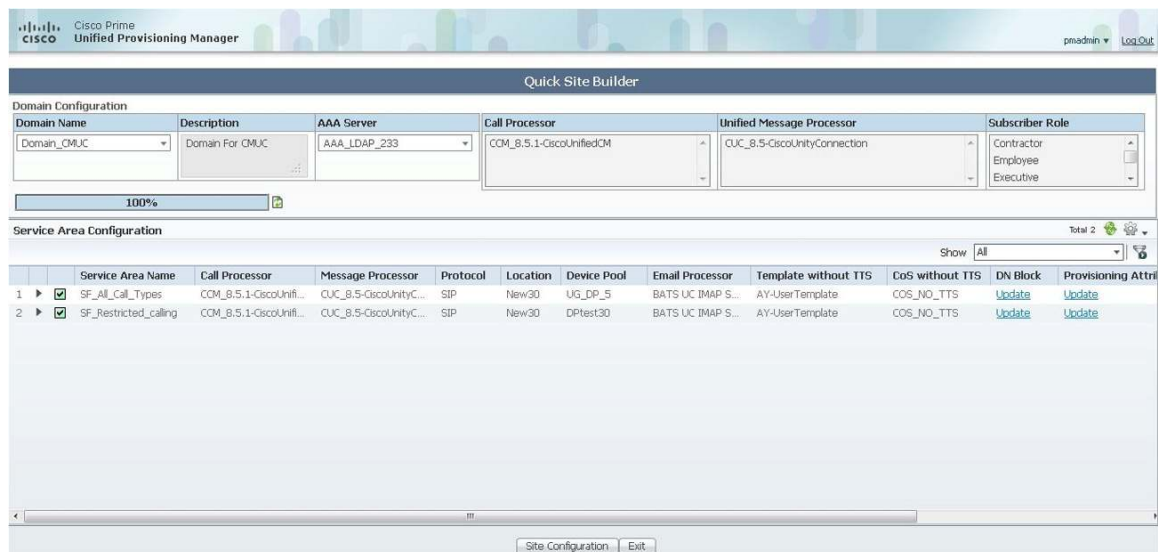 CISCO
Cisco Prime
Unified Provisioning Manager
pmadmin
Log Out
Quick Site Builder
Domain Configuration
Domain Name Description AAA Server Call Processor Unified Message Processor Subscriber Role
Domain_CMUC Domain For CMUC AAA_LDAP_233 CCM_8.5.1-CiscoUnifiedCM CUC_8.5-CiscoUnityConnection Contractor
Employee
Executive
100%
Service Area Configuration Total 2
Show All
Service Area Name Call Processor Message Processor Protocol Location Device Pool Email Processor Template without TTS CoS without TTS DN Block Provisioning Attri
1 SF_All_Call_Types CCM_8.5.1-CiscoUnifi... CUC_8.5-CiscoUnityC... SIP New30 UG_DP_5 BATS UC IMAP S... AY-UserTemplate COS_NO_TTS Update Update
2 SF_Restricted_calling CCM_8.5.1-CiscoUnifi... CUC_8.5-CiscoUnityC... SIP New30 DPtest30 BATS UC IMAP S... AY-UserTemplate COS_NO_TTS Update Update
Site Configuration Exit